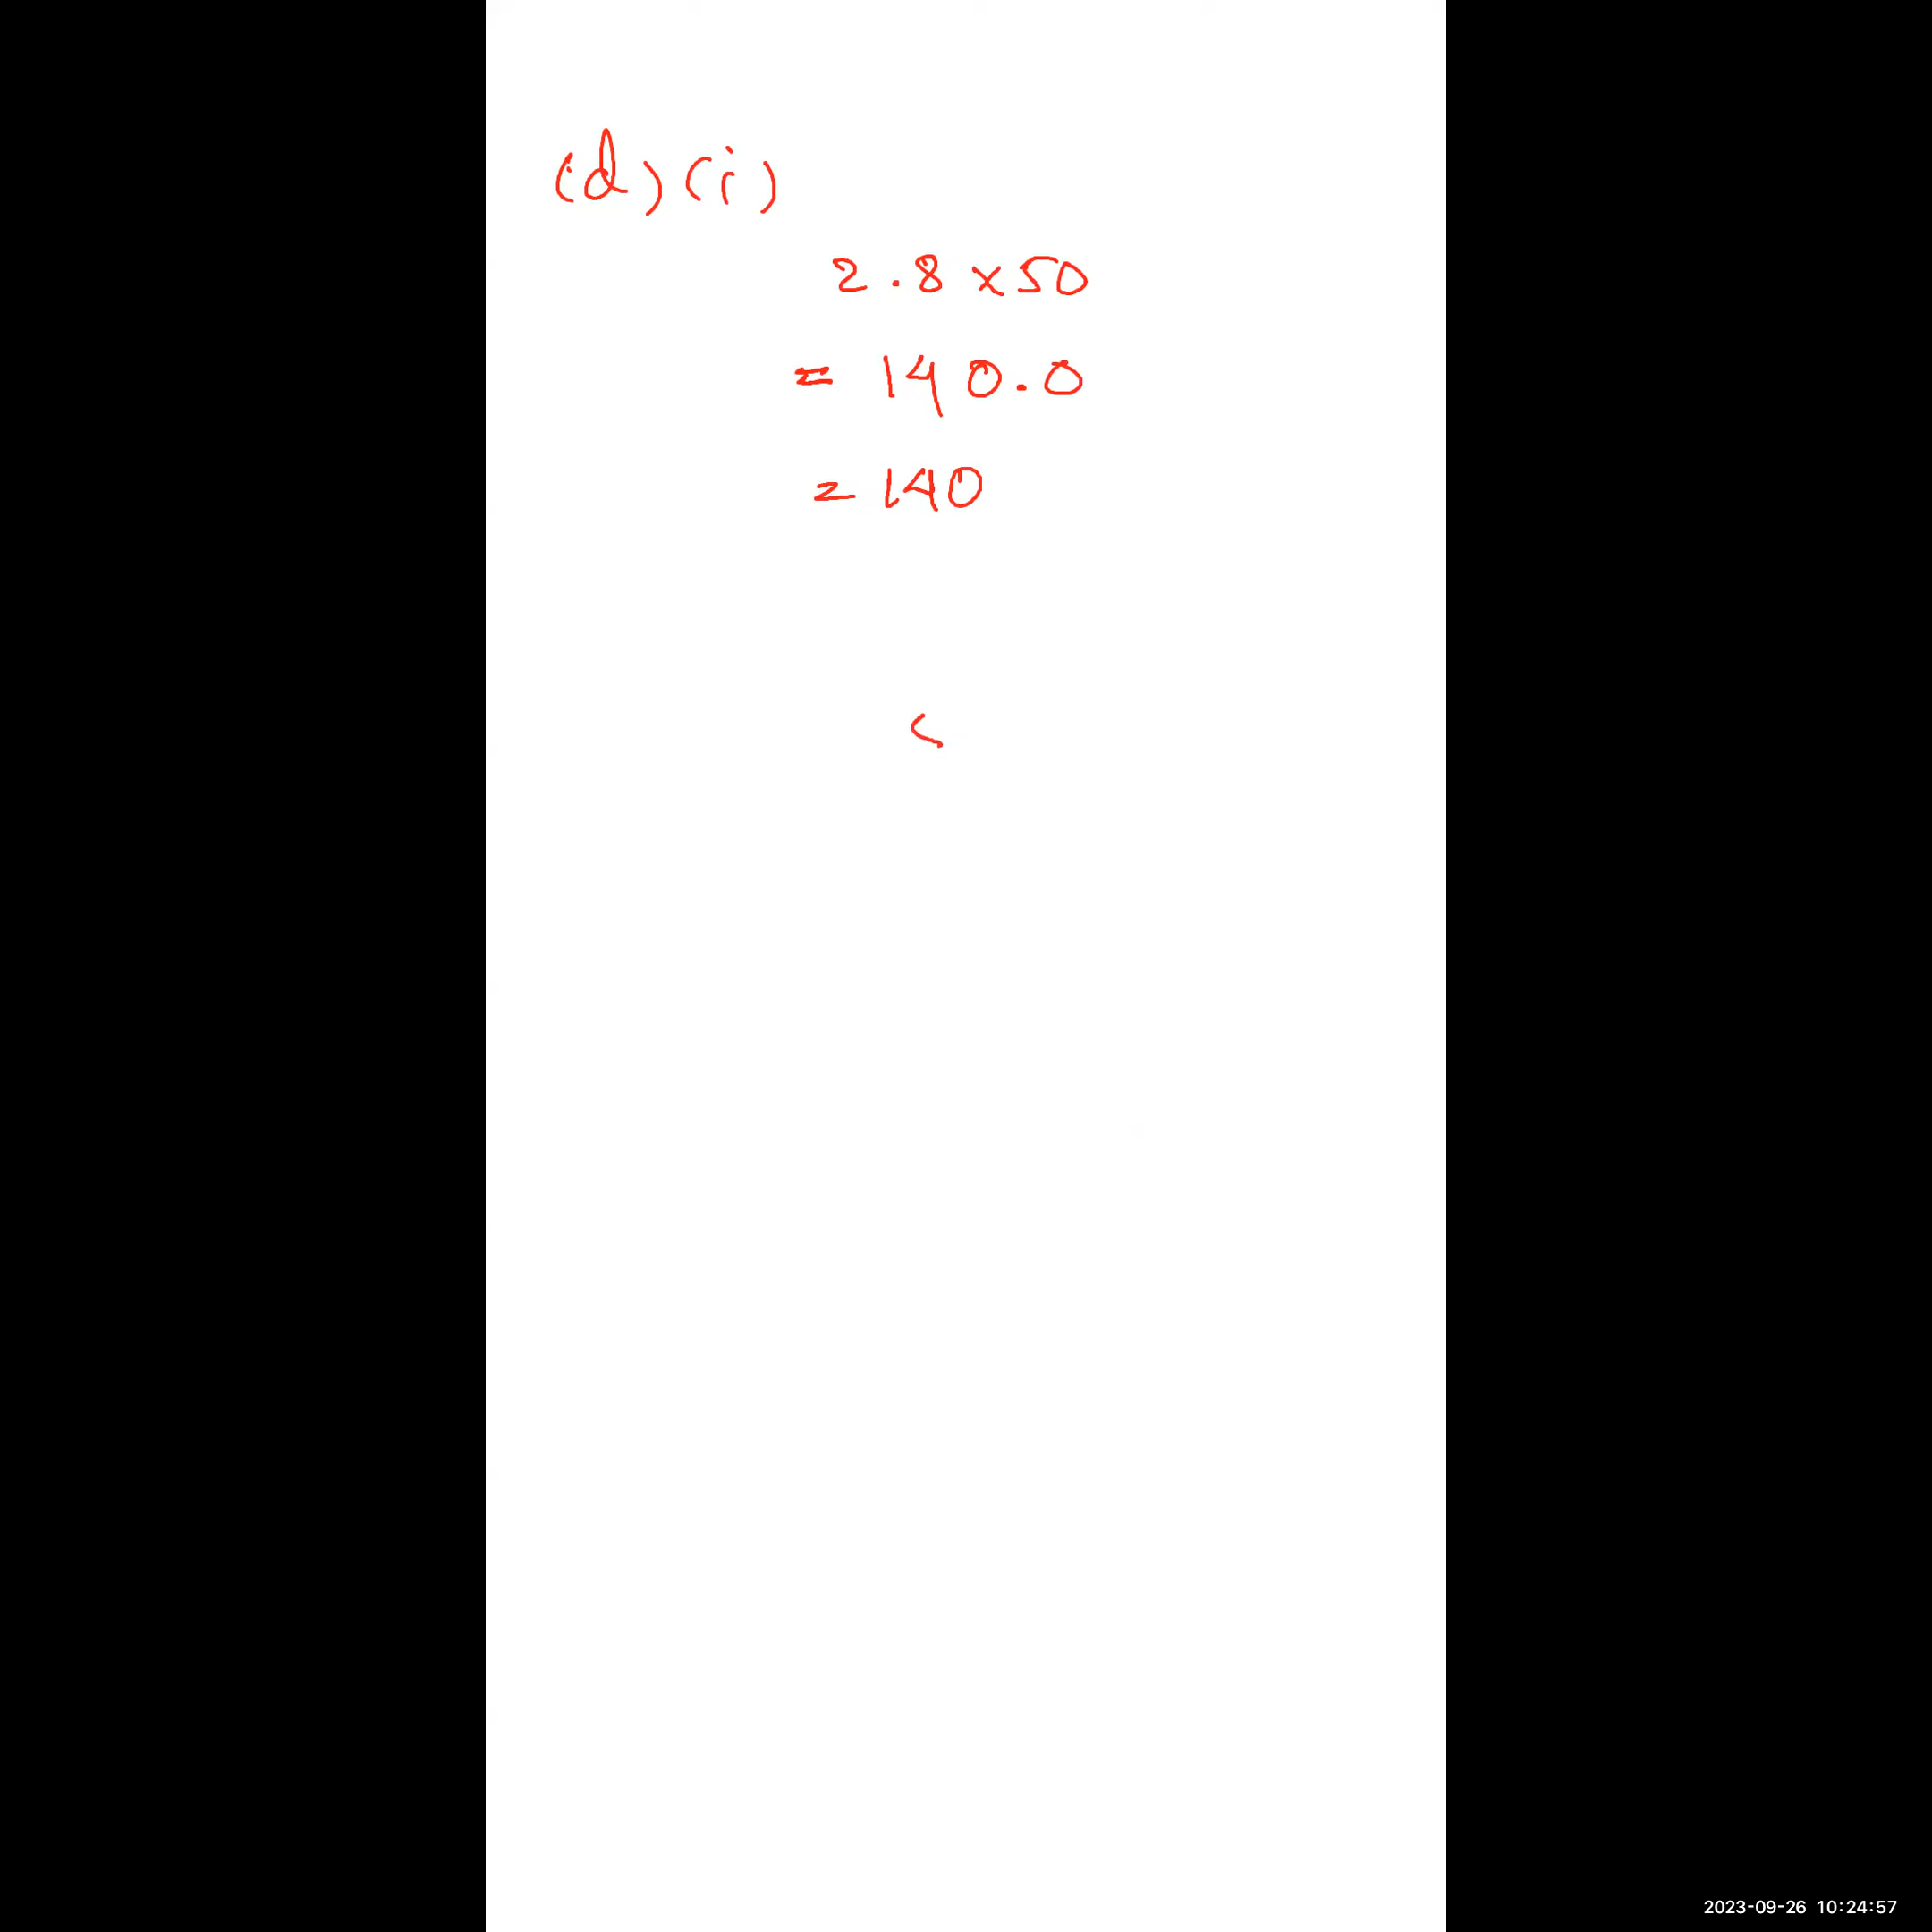 (d)(i)
2.8×50
= 140.0
= 140
2023-09-26 10:24:57